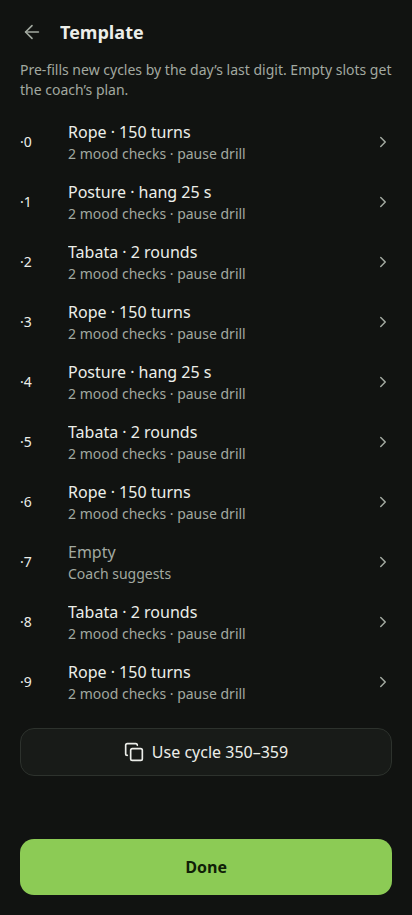 Template
Pre-fills new cycles by the day’s last digit. Empty slots get
the coach’s plan.
·0
Rope · 150 turns
2 mood checks · pause drill
·1
Posture · hang 25 s
2 mood checks · pause drill
·2
Tabata · 2 rounds
2 mood checks · pause drill
·3
Rope · 150 turns
2 mood checks · pause drill
·4
Posture · hang 25 s
2 mood checks · pause drill
·5
Tabata · 2 rounds
2 mood checks · pause drill
·6
Rope · 150 turns
2 mood checks · pause drill
·7
Empty
Coach suggests
·8
Tabata · 2 rounds
2 mood checks · pause drill
·9
Rope · 150 turns
2 mood checks · pause drill
Use cycle 350–359
Done